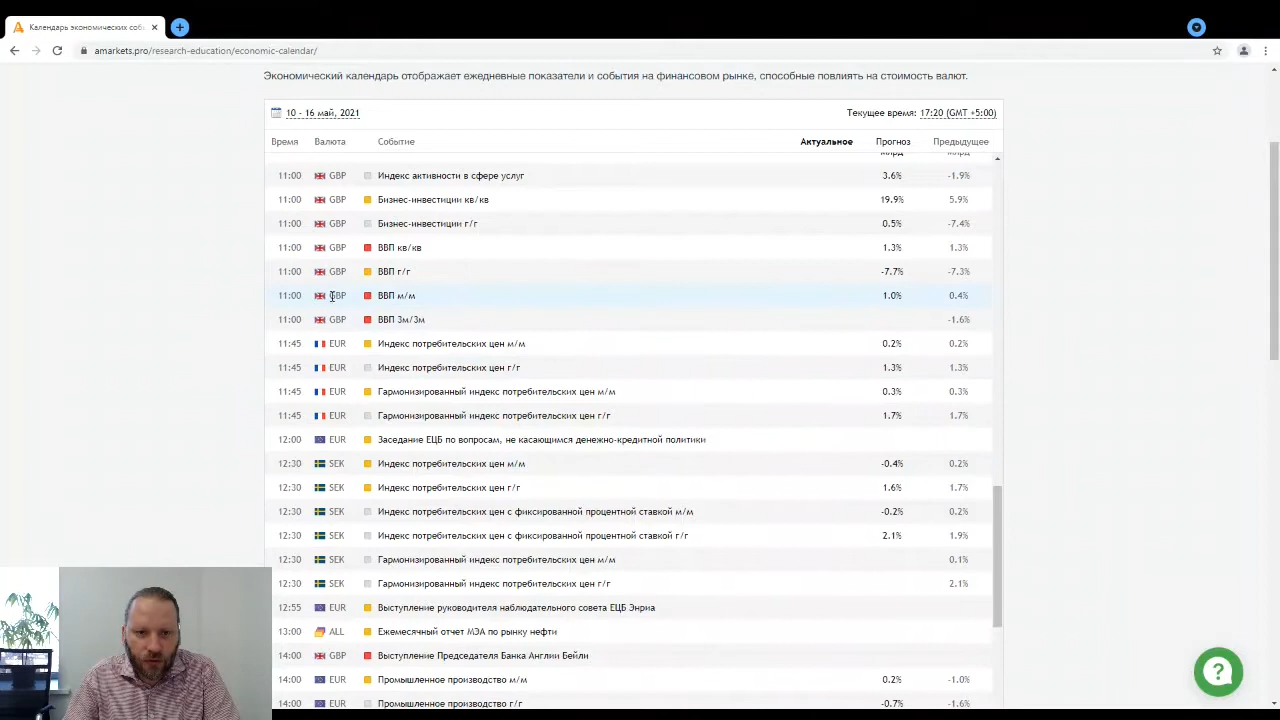 Календарь экономических соб
amarkets.pro/research-education/economic-calendar/
Экономический календарь отображает ежедневные показатели и события на финансовом рынке, способные повлиять на стоимость валют.
10 - 16 май, 2021 Текущее время: 17:20 (GMT +5:00)
Время Валюта Событие Актуальное Прогноз Предыдущее
млрд млрд
11:00 GBP Индекс активности в сфере услуг 3.6% -1.9%
11:00 GBP Бизнес-инвестиции кв/кв 19.9% 5.9%
11:00 GBP Бизнес-инвестиции г/г 0.5% -7.4%
11:00 GBP ВВП кв/кв 1.3% 1.3%
11:00 GBP ВВП г/г -7.7% -7.3%
11:00 GBP ВВП м/м 1.0% 0.4%
11:00 GBP ВВП 3м/3м -1.6%
11:45 EUR Индекс потребительских цен м/м 0.2% 0.2%
11:45 EUR Индекс потребительских цен г/г 1.3% 1.3%
11:45 EUR Гармонизированный индекс потребительских цен м/м 0.3% 0.3%
11:45 EUR Гармонизированный индекс потребительских цен г/г 1.7% 1.7%
12:00 EUR Заседание ЕЦБ по вопросам, не касающимся денежно-кредитной политики
12:30 SEK Индекс потребительских цен м/м -0.4% 0.2%
12:30 SEK Индекс потребительских цен г/г 1.6% 1.7%
12:30 SEK Индекс потребительских цен с фиксированной процентной ставкой м/м -0.2% 0.2%
12:30 SEK Индекс потребительских цен с фиксированной процентной ставкой г/г 2.1% 1.9%
12:30 SEK Гармонизированный индекс потребительских цен м/м 0.1%
12:30 SEK Гармонизированный индекс потребительских цен г/г 2.1%
12:55 EUR Выступление руководителя наблюдательного совета ЕЦБ Энриа
13:00 ALL Ежемесячный отчет МЭА по рынку нефти
14:00 GBP Выступление Председателя Банка Англии Бейли
14:00 EUR Промышленное производство м/м 0.2% -1.0%
14:00 EUR Промышленное производство г/г -0.7% -1.6%